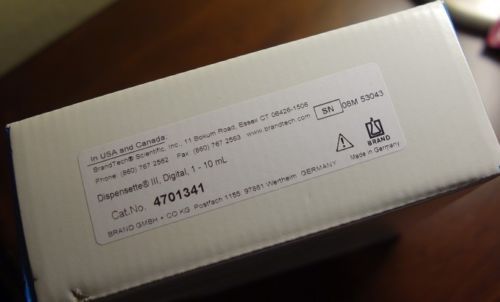 In USA and Canada:
BrandTech® Scientific, Inc., 11 Bokum Road, Essex CT 06426-1506
Phone (860) 767 2562 Fax (860) 767 2563 www.brandtech.com
Dispensette® III, Digital, 1 - 10 mL
Cat.No. 4701341
BRAND GMBH + CO KG Postfach 1155 97861 Wertheim, GERMANY
SN 06M 53043
BRAND
Made in Germany